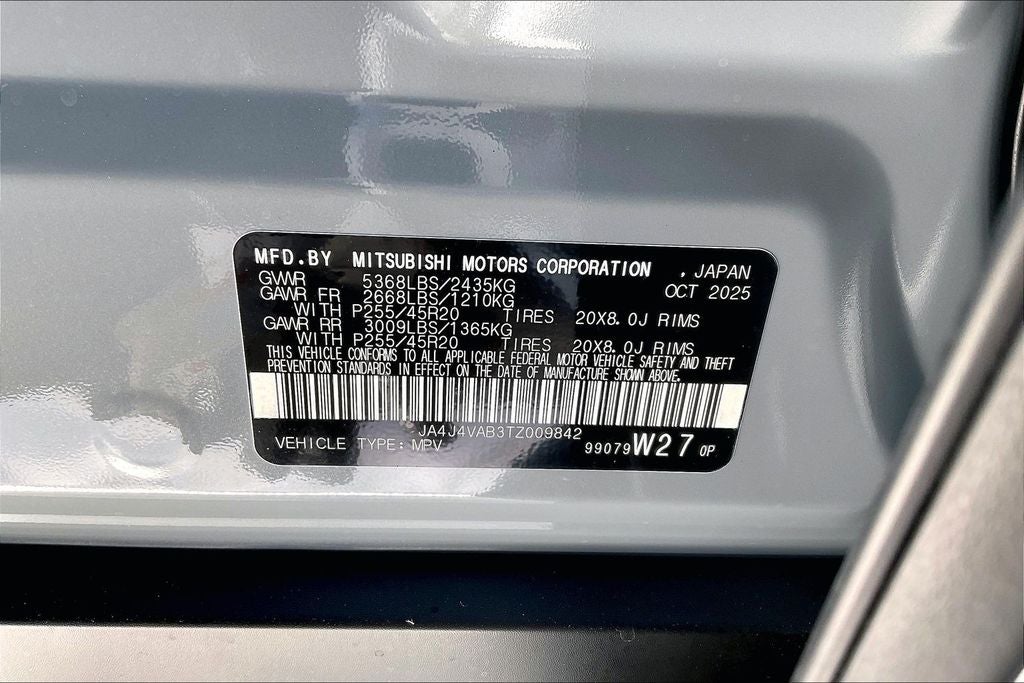 MFD.BY MITSUBISHI MOTORS CORPORATION , JAPAN
GVWR 5368LBS/2435KG OCT 2025
GAWR FR 2668LBS/1210KG
WITH P255/45R20 TIRES 20X8.0J RIMS
GAWR RR 3009LBS/1365KG
WITH P255/45R20 TIRES 20X8.0J RIMS
THIS VEHICLE CONFORMS TO ALL APPLICABLE FEDERAL MOTOR VEHICLE SAFETY AND THEFT
PREVENTION STANDARDS IN EFFECT ON THE DATE OF MANUFACTURE SHOWN ABOVE.
JA4J4VAB3TZ009842
VEHICLE TYPE: MPV 99079 W27 0P